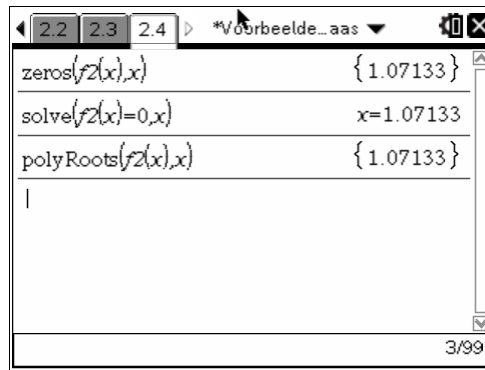 2.2 2.3 2.4 *Voorbeelde…aas
zeros(f2(x),x) {1.07133}
solve(f2(x)=0,x) x=1.07133
polyRoots(f2(x),x) {1.07133}
3/99